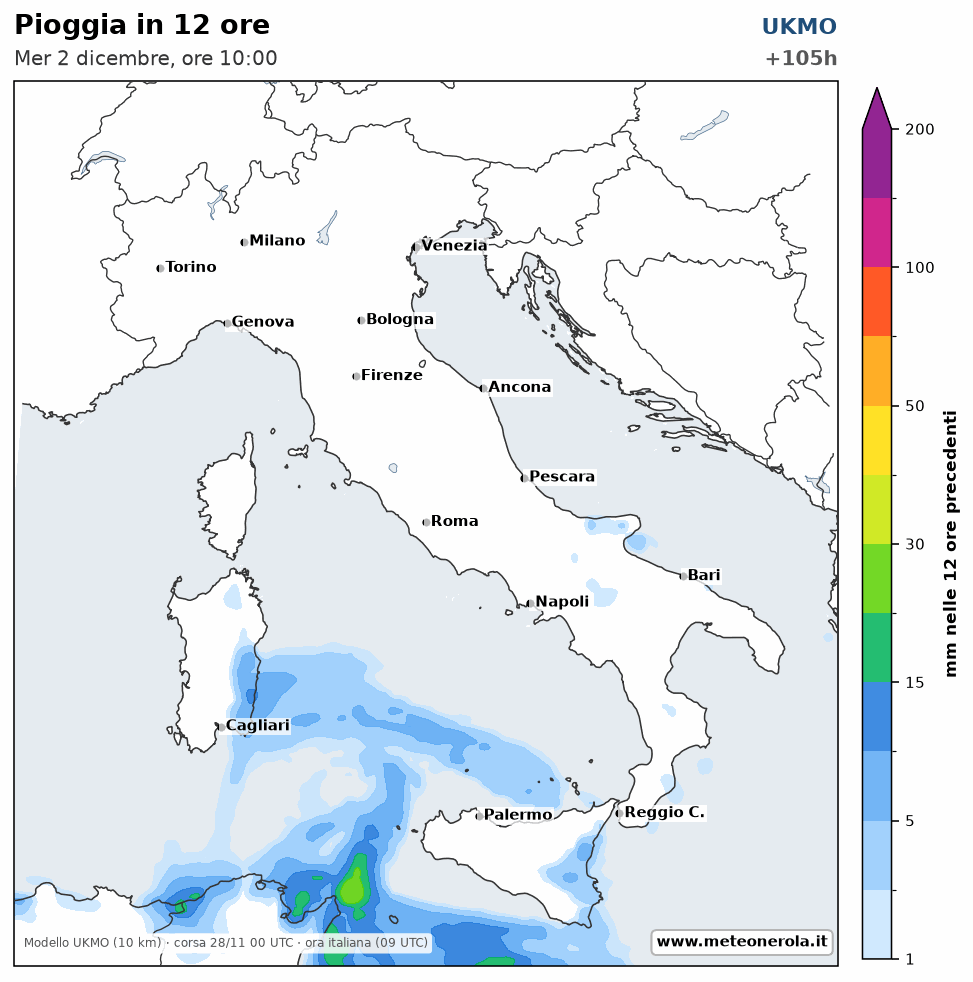 Pioggia in 12 ore
UKMO
Mer 2 dicembre, ore 10:00
+105h
200
Milano
Venezia
Torino
100
Genova
Bologna
Firenze
Ancona
50
Pescara
Roma
30
Bari
Napoli
15
Cagliari
Palermo
Reggio C.
5
mm nelle 12 ore precedenti
Modello UKMO (10 km) · corsa 28/11 00 UTC · ora italiana (09 UTC)
www.meteonerola.it
1